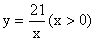 y = 21/x (x > 0)